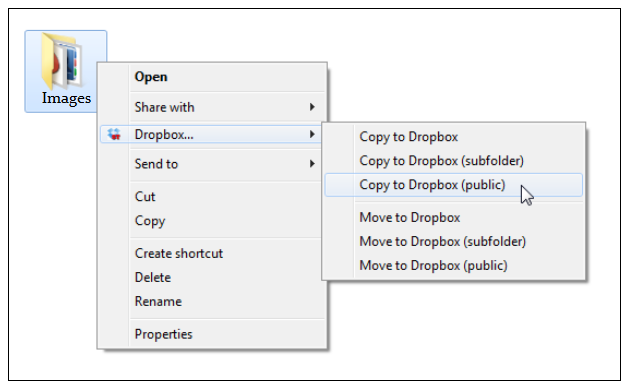 Images
Open
Share with
Dropbox...
Send to
Cut
Copy
Create shortcut
Delete
Rename
Properties
Copy to Dropbox
Copy to Dropbox (subfolder)
Copy to Dropbox (public)
Move to Dropbox
Move to Dropbox (subfolder)
Move to Dropbox (public)